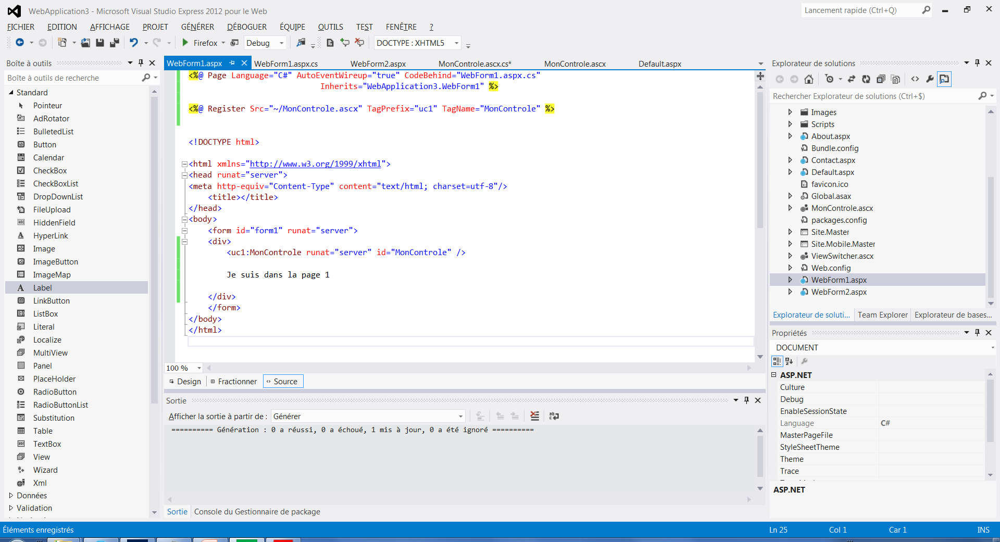 WebApplication3 - Microsoft Visual Studio Express 2012 pour le Web
Lancement rapide (Ctrl+Q)
FICHIER EDITION AFFICHAGE PROJET GÉNÉRER DÉBOGUER ÉQUIPE OUTILS TEST FENÊTRE ?
Firefox Debug DOCTYPE : XHTML5
Boîte à outils
Boîte à outils de recherche
Standard
Pointeur
AdRotator
BulletedList
Button
Calendar
CheckBox
CheckBoxList
DropDownList
FileUpload
HiddenField
HyperLink
Image
ImageButton
ImageMap
Label
LinkButton
ListBox
Literal
Localize
MultiView
Panel
PlaceHolder
RadioButton
RadioButtonList
Substitution
Table
TextBox
View
Wizard
Xml
Données
Validation
WebForm1.aspx WebForm1.aspx.cs WebForm2.aspx MonControle.ascx.cs* MonControle.ascx Default.aspx
<%@ Page Language="C#" AutoEventWireup="true" CodeBehind="WebForm1.aspx.cs"
Inherits="WebApplication3.WebForm1" %>
<%@ Register Src="~/MonControle.ascx" TagPrefix="uc1" TagName="MonControle" %>
<!DOCTYPE html>
<html xmlns="http://www.w3.org/1999/xhtml">
<head runat="server">
<meta http-equiv="Content-Type" content="text/html; charset=utf-8"/>
<title></title>
</head>
<body>
<form id="form1" runat="server">
<div>
<uc1:MonControle runat="server" id="MonControle" />
Je suis dans la page 1
</div>
</form>
</body>
</html>
100 %
Design Fractionner Source
Sortie
Afficher la sortie à partir de : Générer
========== Génération : 0 a réussi, 0 a échoué, 1 mis à jour, 0 a été ignoré ==========
Sortie Console du Gestionnaire de package
Explorateur de solutions
Rechercher Explorateur de solutions (Ctrl+$)
Images
Scripts
About.aspx
Bundle.config
Contact.aspx
Default.aspx
favicon.ico
Global.asax
MonControle.ascx
packages.config
Site.Master
Site.Mobile.Master
ViewSwitcher.ascx
Web.config
WebForm1.aspx
WebForm2.aspx
Explorateur de soluti... Team Explorer Explorateur de bases...
Propriétés
DOCUMENT
ASP.NET
Culture
Debug
EnableSessionState
Language C#
MasterPageFile
StyleSheetTheme
Theme
Trace
ASP.NET
Éléments enregistrés Ln 25 Col 1 Car 1 INS